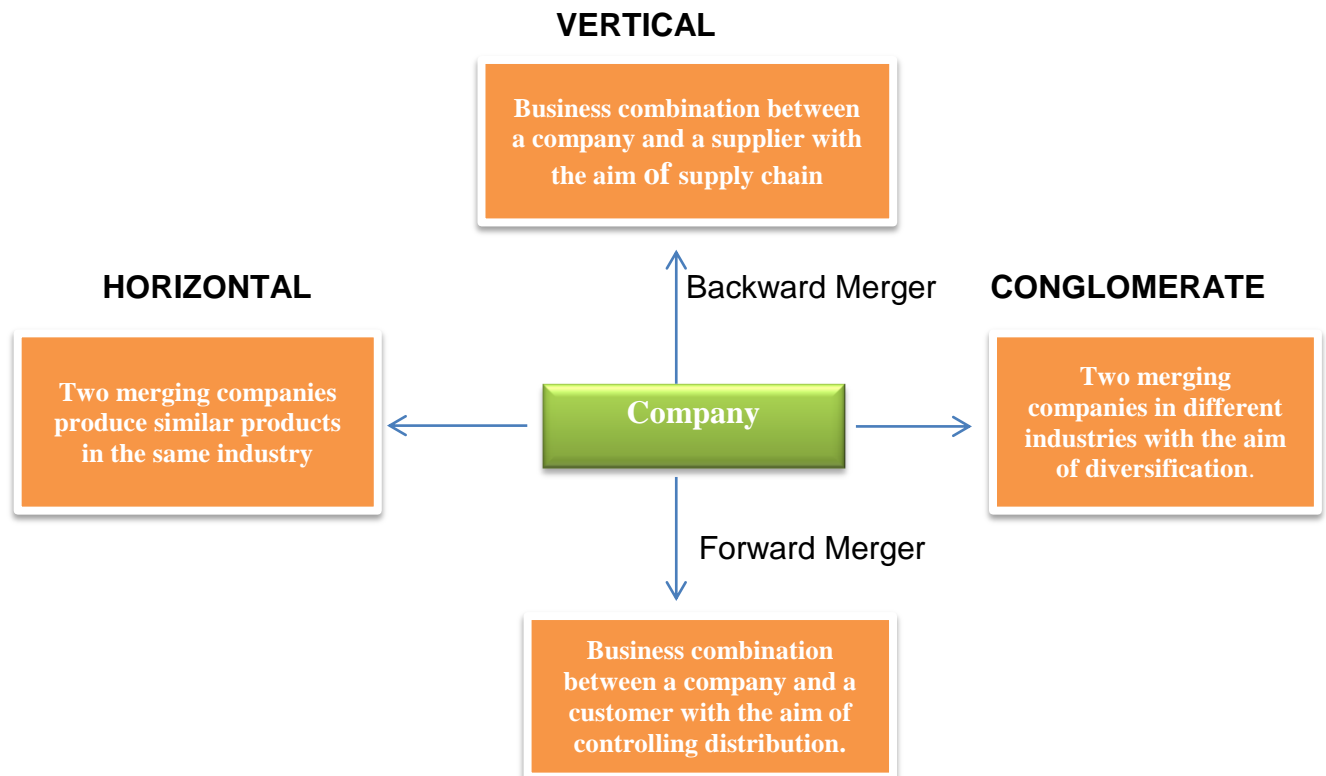 VERTICAL
Business combination between
a company and a supplier with
the aim of supply chain
HORIZONTAL
Backward Merger
CONGLOMERATE
Two merging companies
produce similar products
in the same industry
Company
Two merging
companies in different
industries with the aim
of diversification.
Forward Merger
Business combination
between a company and a
customer with the aim of
controlling distribution.